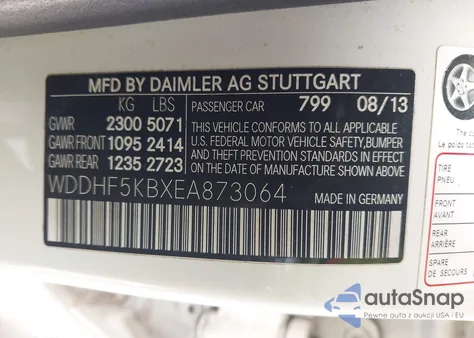 MFD BY DAIMLER AG STUTTGART
KG LBS
PASSENGER CAR 799 08/13
GVWR 2300 5071
GAWR FRONT 1095 2414
GAWR REAR 1235 2723
THIS VEHICLE CONFORMS TO ALL APPLICABLE
U.S. FEDERAL MOTOR VEHICLE SAFETY,BUMPER,
AND THEFT PREVENTION STANDARDS IN EFFECT
ON THE DATE OF MANUFACTURE SHOWN ABOVE.
WDDHF5KBXEA873064
MADE IN GERMANY
TIRE
PNEU
FRONT
AVANT
REAR
ARRIÈRE
SPARE
DE SECOURS
autoSnap
Pewne auta z aukcji USA i EU